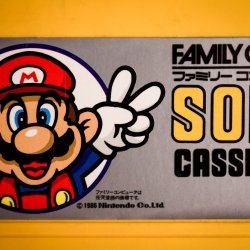 FAMILY C
ファミリー コン
SO
CASS
M
ファミリーコンピュータは
任天堂の商標です。
© 1986 Nintendo Co., Ltd.